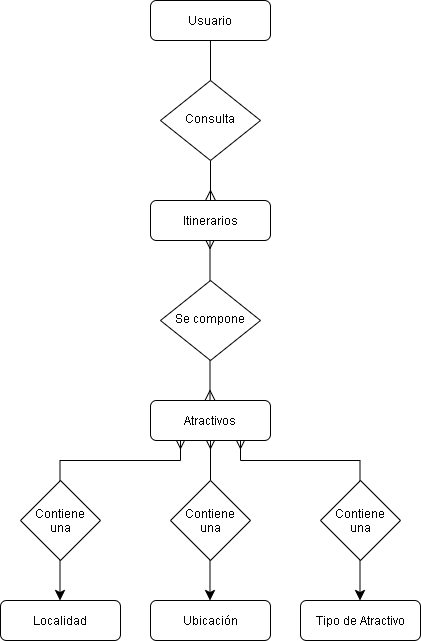 Usuario
Consulta
Itinerarios
Se compone
Atractivos
Contiene
una
Contiene
una
Contiene
una
Localidad
Ubicación
Tipo de Atractivo